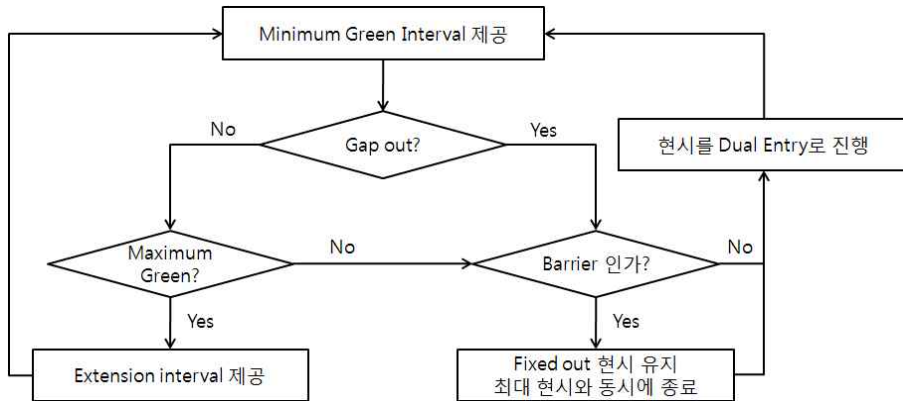 Minimum Green Interval 제공
No
Yes
Gap out?
현시를 Dual Entry로 진행
Maximum
Green?
No
Barrier 인가?
No
Yes
Yes
Extension interval 제공
Fixed out 현시 유지
최대 현시와 동시에 종료